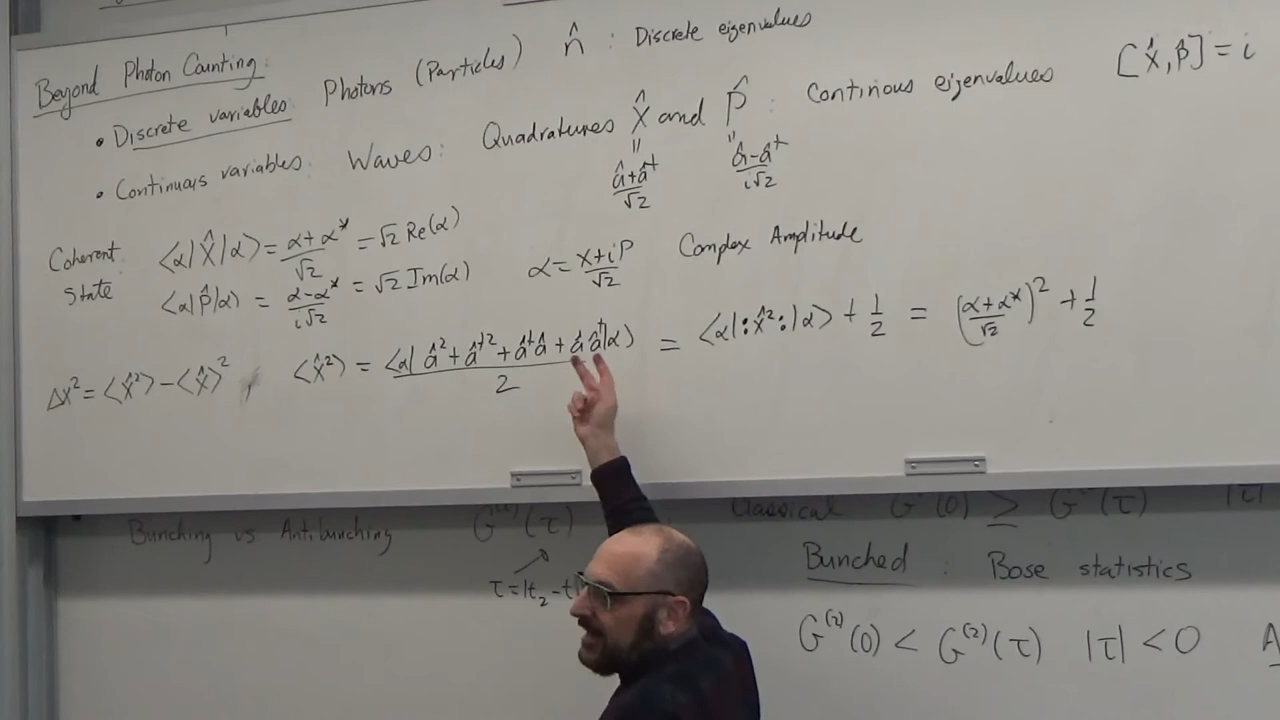 Beyond Photon Counting:
• Discrete variables: Photons (Particles) n̂ : Discrete eigenvalues
• Continuous variables: Waves: Quadratures X̂ and P̂ : Continous eigenvalues [X̂, P̂] = i
X̂ = (â+â†)/√2 P̂ = (â-â†)/(i√2)
Coherent State
⟨α|X̂|α⟩ = (α+α*)/√2 = √2 Re(α)
⟨α|P̂|α⟩ = (α-α*)/(i√2) = √2 Im(α)
α = (x+iP)/√2 Complex Amplitude
Δx² = ⟨X̂²⟩ - ⟨X̂⟩², ⟨X̂²⟩ = ⟨α| â² + â†² + â†â + ââ† |α⟩/2 = ⟨α|:X̂²:|α⟩ + 1/2 = ((α+α*)/√2)² + 1/2
Bunching vs Antibunching G⁽²⁾(τ)
τ = |t₂ - t
Classical G (0) ≥ G (τ) |τ|
Bunched : Bose statistics
G⁽²⁾(0) < G⁽²⁾(τ) |τ| < 0 A